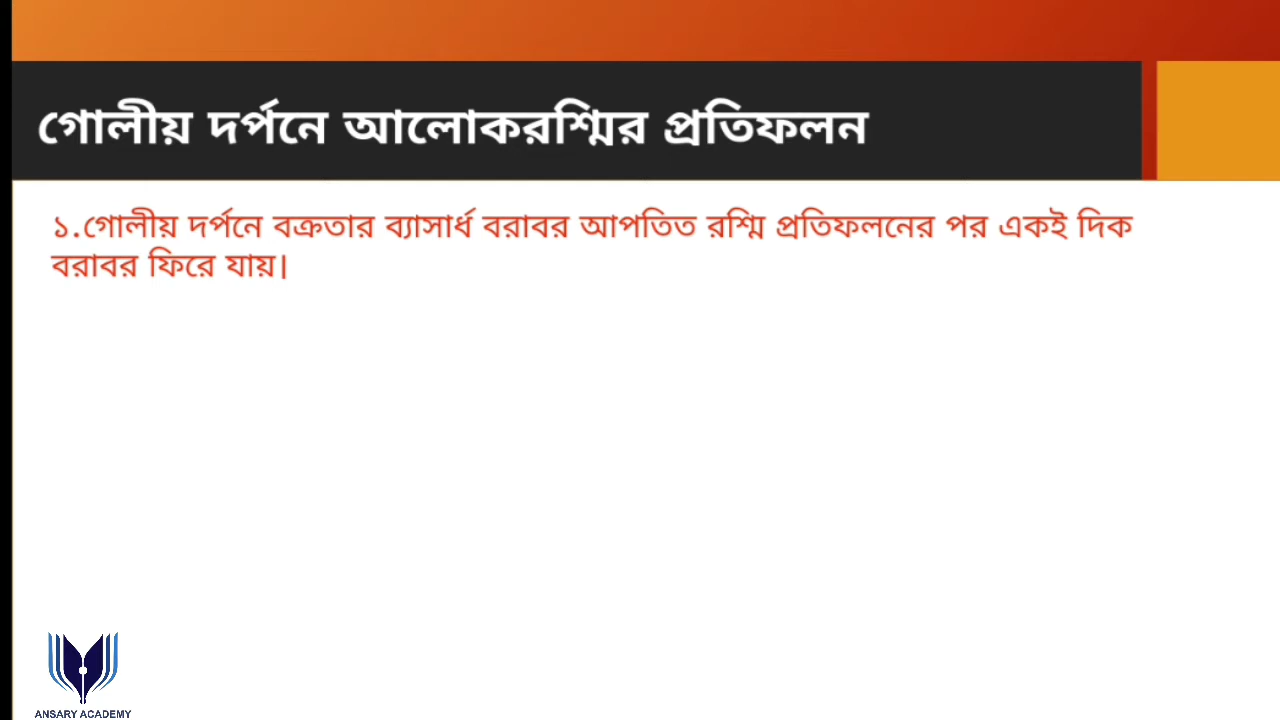 গোলীয় দর্পনে আলোকরশ্মির প্রতিফলন
১.গোলীয় দর্পনে বক্রতার ব্যাসার্ধ বরাবর আপতিত রশ্মি প্রতিফলনের পর একই দিক
বরাবর ফিরে যায়।
ANSARY ACADEMY